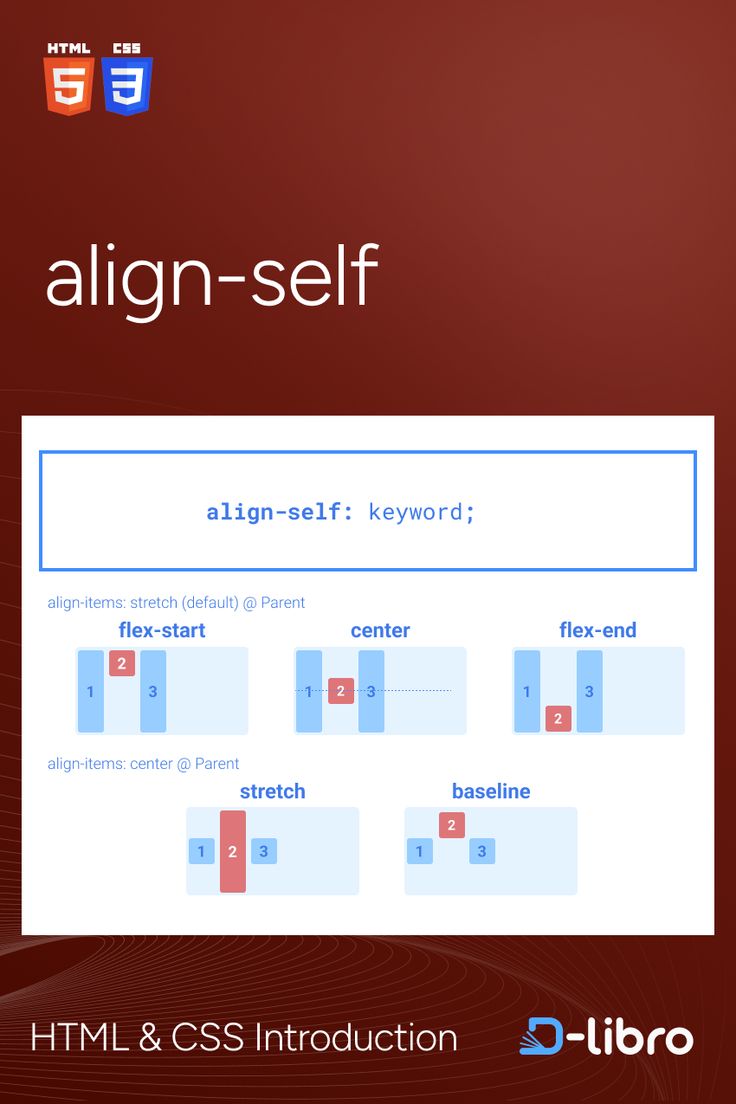 HTML CSS
5 3
align-self
align-self: keyword;
align-items: stretch (default) @ Parent
flex-start center flex-end
1 2 3 1 2 3 1 2 3
align-items: center @ Parent
stretch baseline
1 2 3 1 2 3
HTML & CSS Introduction
D-libro